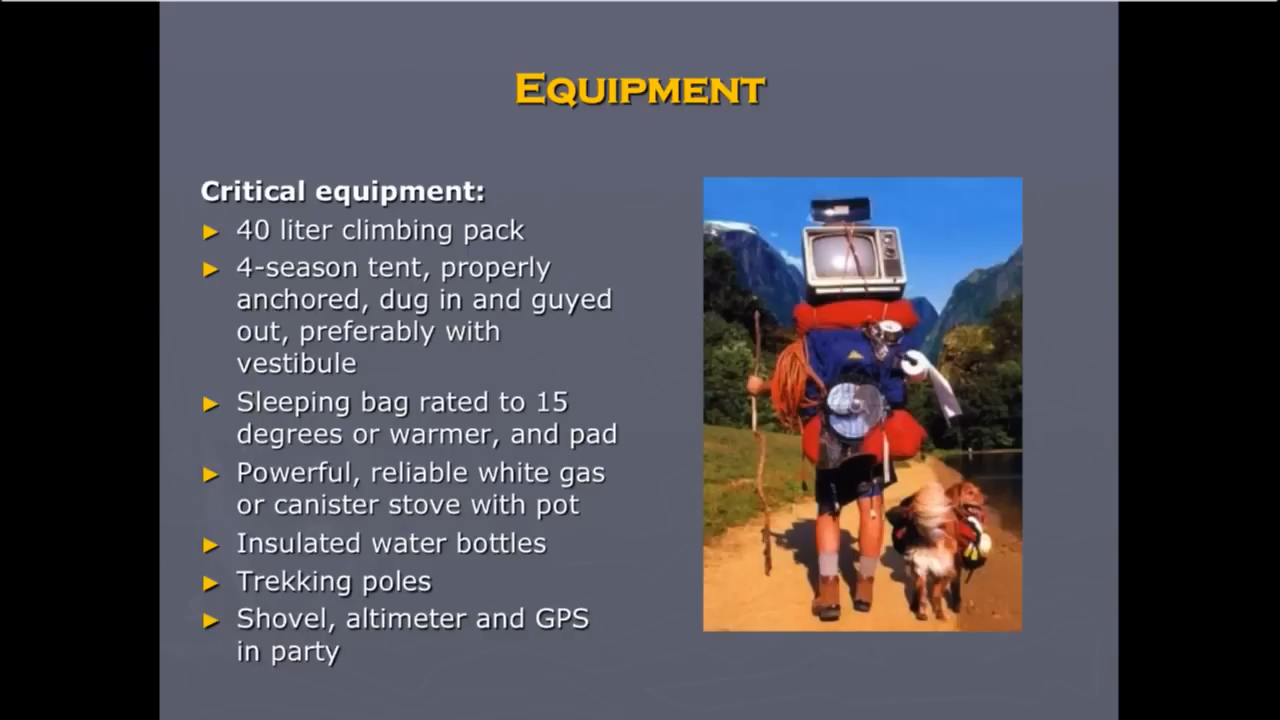 EQUIPMENT
Critical equipment:
► 40 liter climbing pack
► 4-season tent, properly
anchored, dug in and guyed
out, preferably with
vestibule
► Sleeping bag rated to 15
degrees or warmer, and pad
► Powerful, reliable white gas
or canister stove with pot
► Insulated water bottles
► Trekking poles
► Shovel, altimeter and GPS
in party